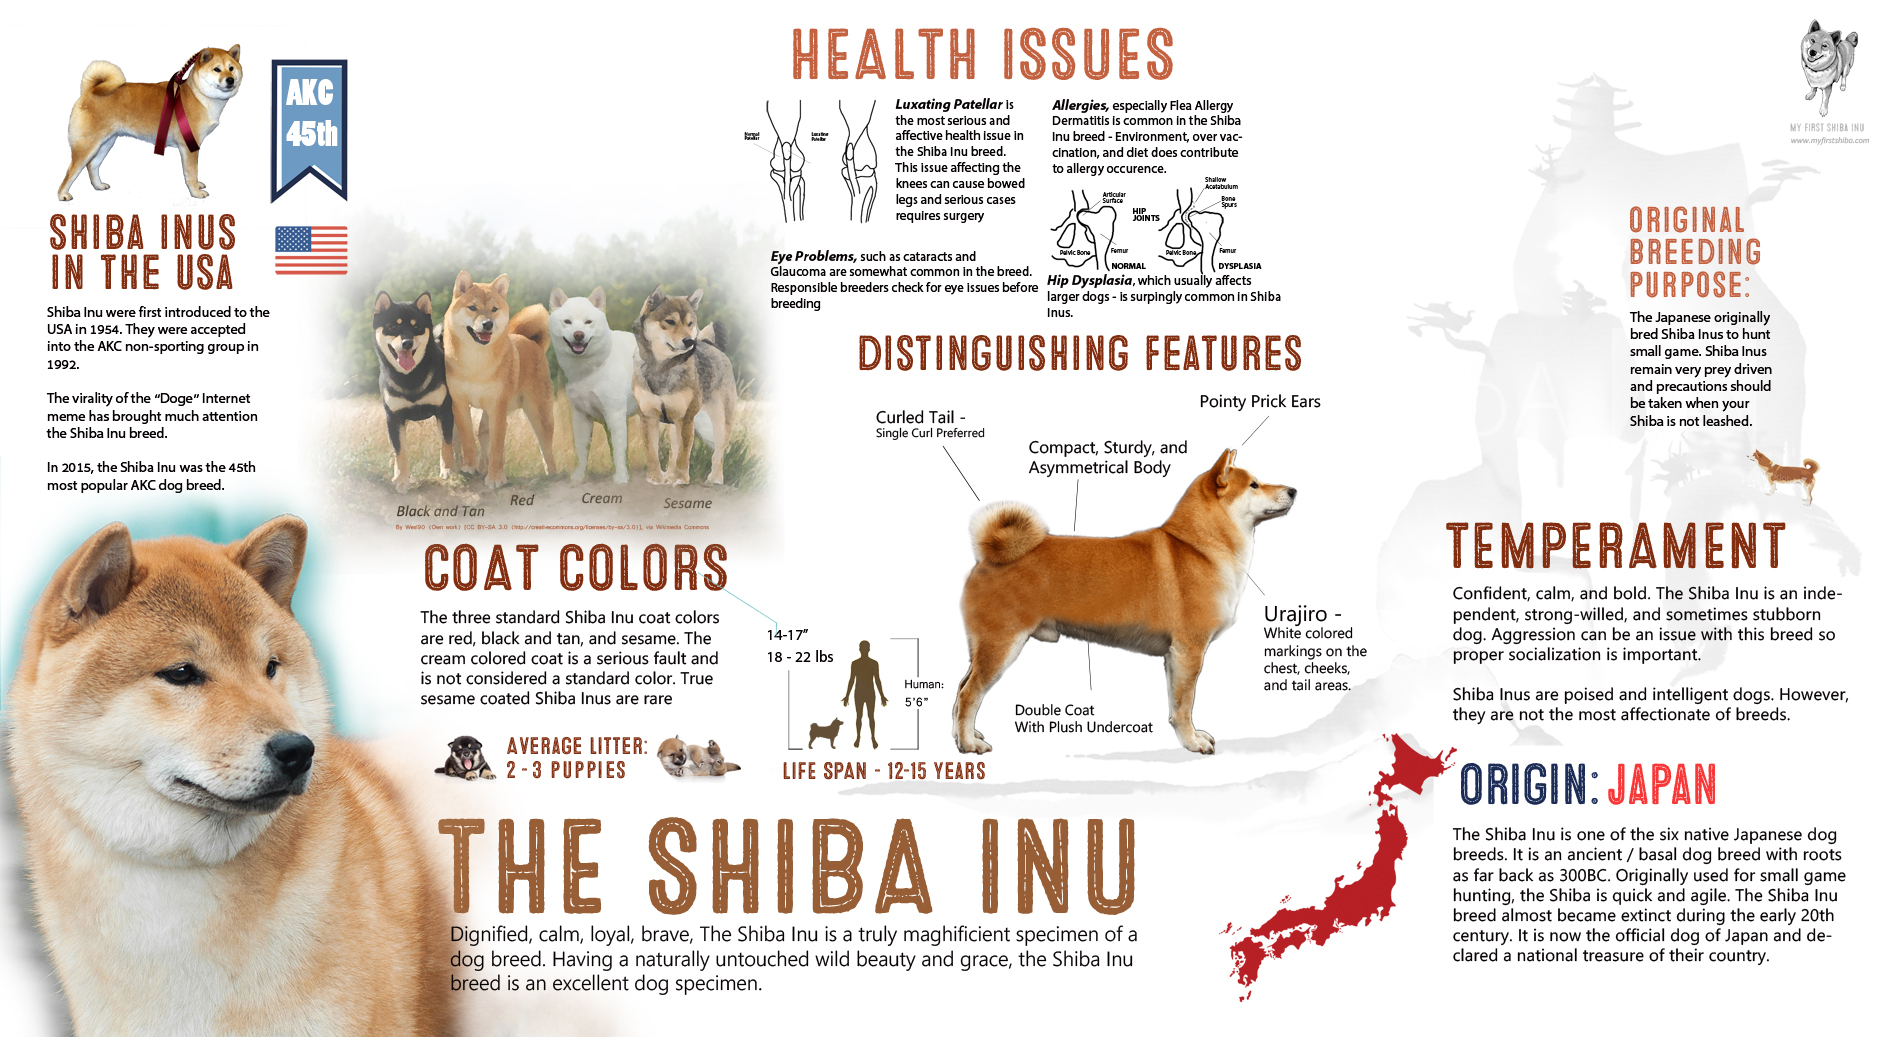 AKC
45th
SHIBA INUS
IN THE USA
Shiba Inu were first introduced to the
USA in 1954. They were accepted
into the AKC non-sporting group in
1992.
The virality of the “Doge” Internet
meme has brought much attention
the Shiba Inu breed.
In 2015, the Shiba Inu was the 45th
most popular AKC dog breed.
Black and Tan
Red
Cream
Sesame
By Wesl90 (Own work) [CC BY-SA 3.0 (http://creativecommons.org/licenses/by-sa/3.0)], via Wikimedia Commons
COAT COLORS
The three standard Shiba Inu coat colors
are red, black and tan, and sesame. The
cream colored coat is a serious fault and
is not considered a standard color. True
sesame coated Shiba Inus are rare
AVERAGE LITTER:
2 - 3 PUPPIES
HEALTH ISSUES
Normal
Patellar
Luxating
Patellar
Luxating Patellar is
the most serious and
affective health issue in
the Shiba Inu breed.
This issue affecting the
knees can cause bowed
legs and serious cases
requires surgery
Allergies, especially Flea Allergy
Dermatitis is common in the Shiba
Inu breed - Environment, over vac-
cination, and diet does contribute
to allergy occurence.
Articular
Surface
HIP
JOINTS
Shallow
Acetabulum
Bone
Spurs
Pelvic Bone
Femur
NORMAL
Pelvic Bone
Femur
DYSPLASIA
Eye Problems, such as cataracts and
Glaucoma are somewhat common in the breed.
Responsible breeders check for eye issues before
breeding
Hip Dysplasia, which usually affects
larger dogs - is surpingly common in Shiba
Inus.
DISTINGUISHING FEATURES
Curled Tail -
Single Curl Preferred
Compact, Sturdy, and
Asymmetrical Body
Pointy Prick Ears
Urajiro -
White colored
markings on the
chest, cheeks,
and tail areas.
Double Coat
With Plush Undercoat
14-17”
18 - 22 lbs
Human:
5'6"
LIFE SPAN - 12-15 YEARS
THE SHIBA INU
Dignified, calm, loyal, brave, The Shiba Inu is a truly maghificient specimen of a
dog breed. Having a naturally untouched wild beauty and grace, the Shiba Inu
breed is an excellent dog specimen.
MY FIRST SHIBA INU
www.myfirstshiba.com
ORIGINAL
BREEDING
PURPOSE:
The Japanese originally
bred Shiba Inus to hunt
small game. Shiba Inus
remain very prey driven
and precautions should
be taken when your
Shiba is not leashed.
TEMPERAMENT
Confident, calm, and bold. The Shiba Inu is an inde-
pendent, strong-willed, and sometimes stubborn
dog. Aggression can be an issue with this breed so
proper socialization is important.
Shiba Inus are poised and intelligent dogs. However,
they are not the most affectionate of breeds.
ORIGIN: JAPAN
The Shiba Inu is one of the six native Japanese dog
breeds. It is an ancient / basal dog breed with roots
as far back as 300BC. Originally used for small game
hunting, the Shiba is quick and agile. The Shiba Inu
breed almost became extinct during the early 20th
century. It is now the official dog of Japan and de-
clared a national treasure of their country.